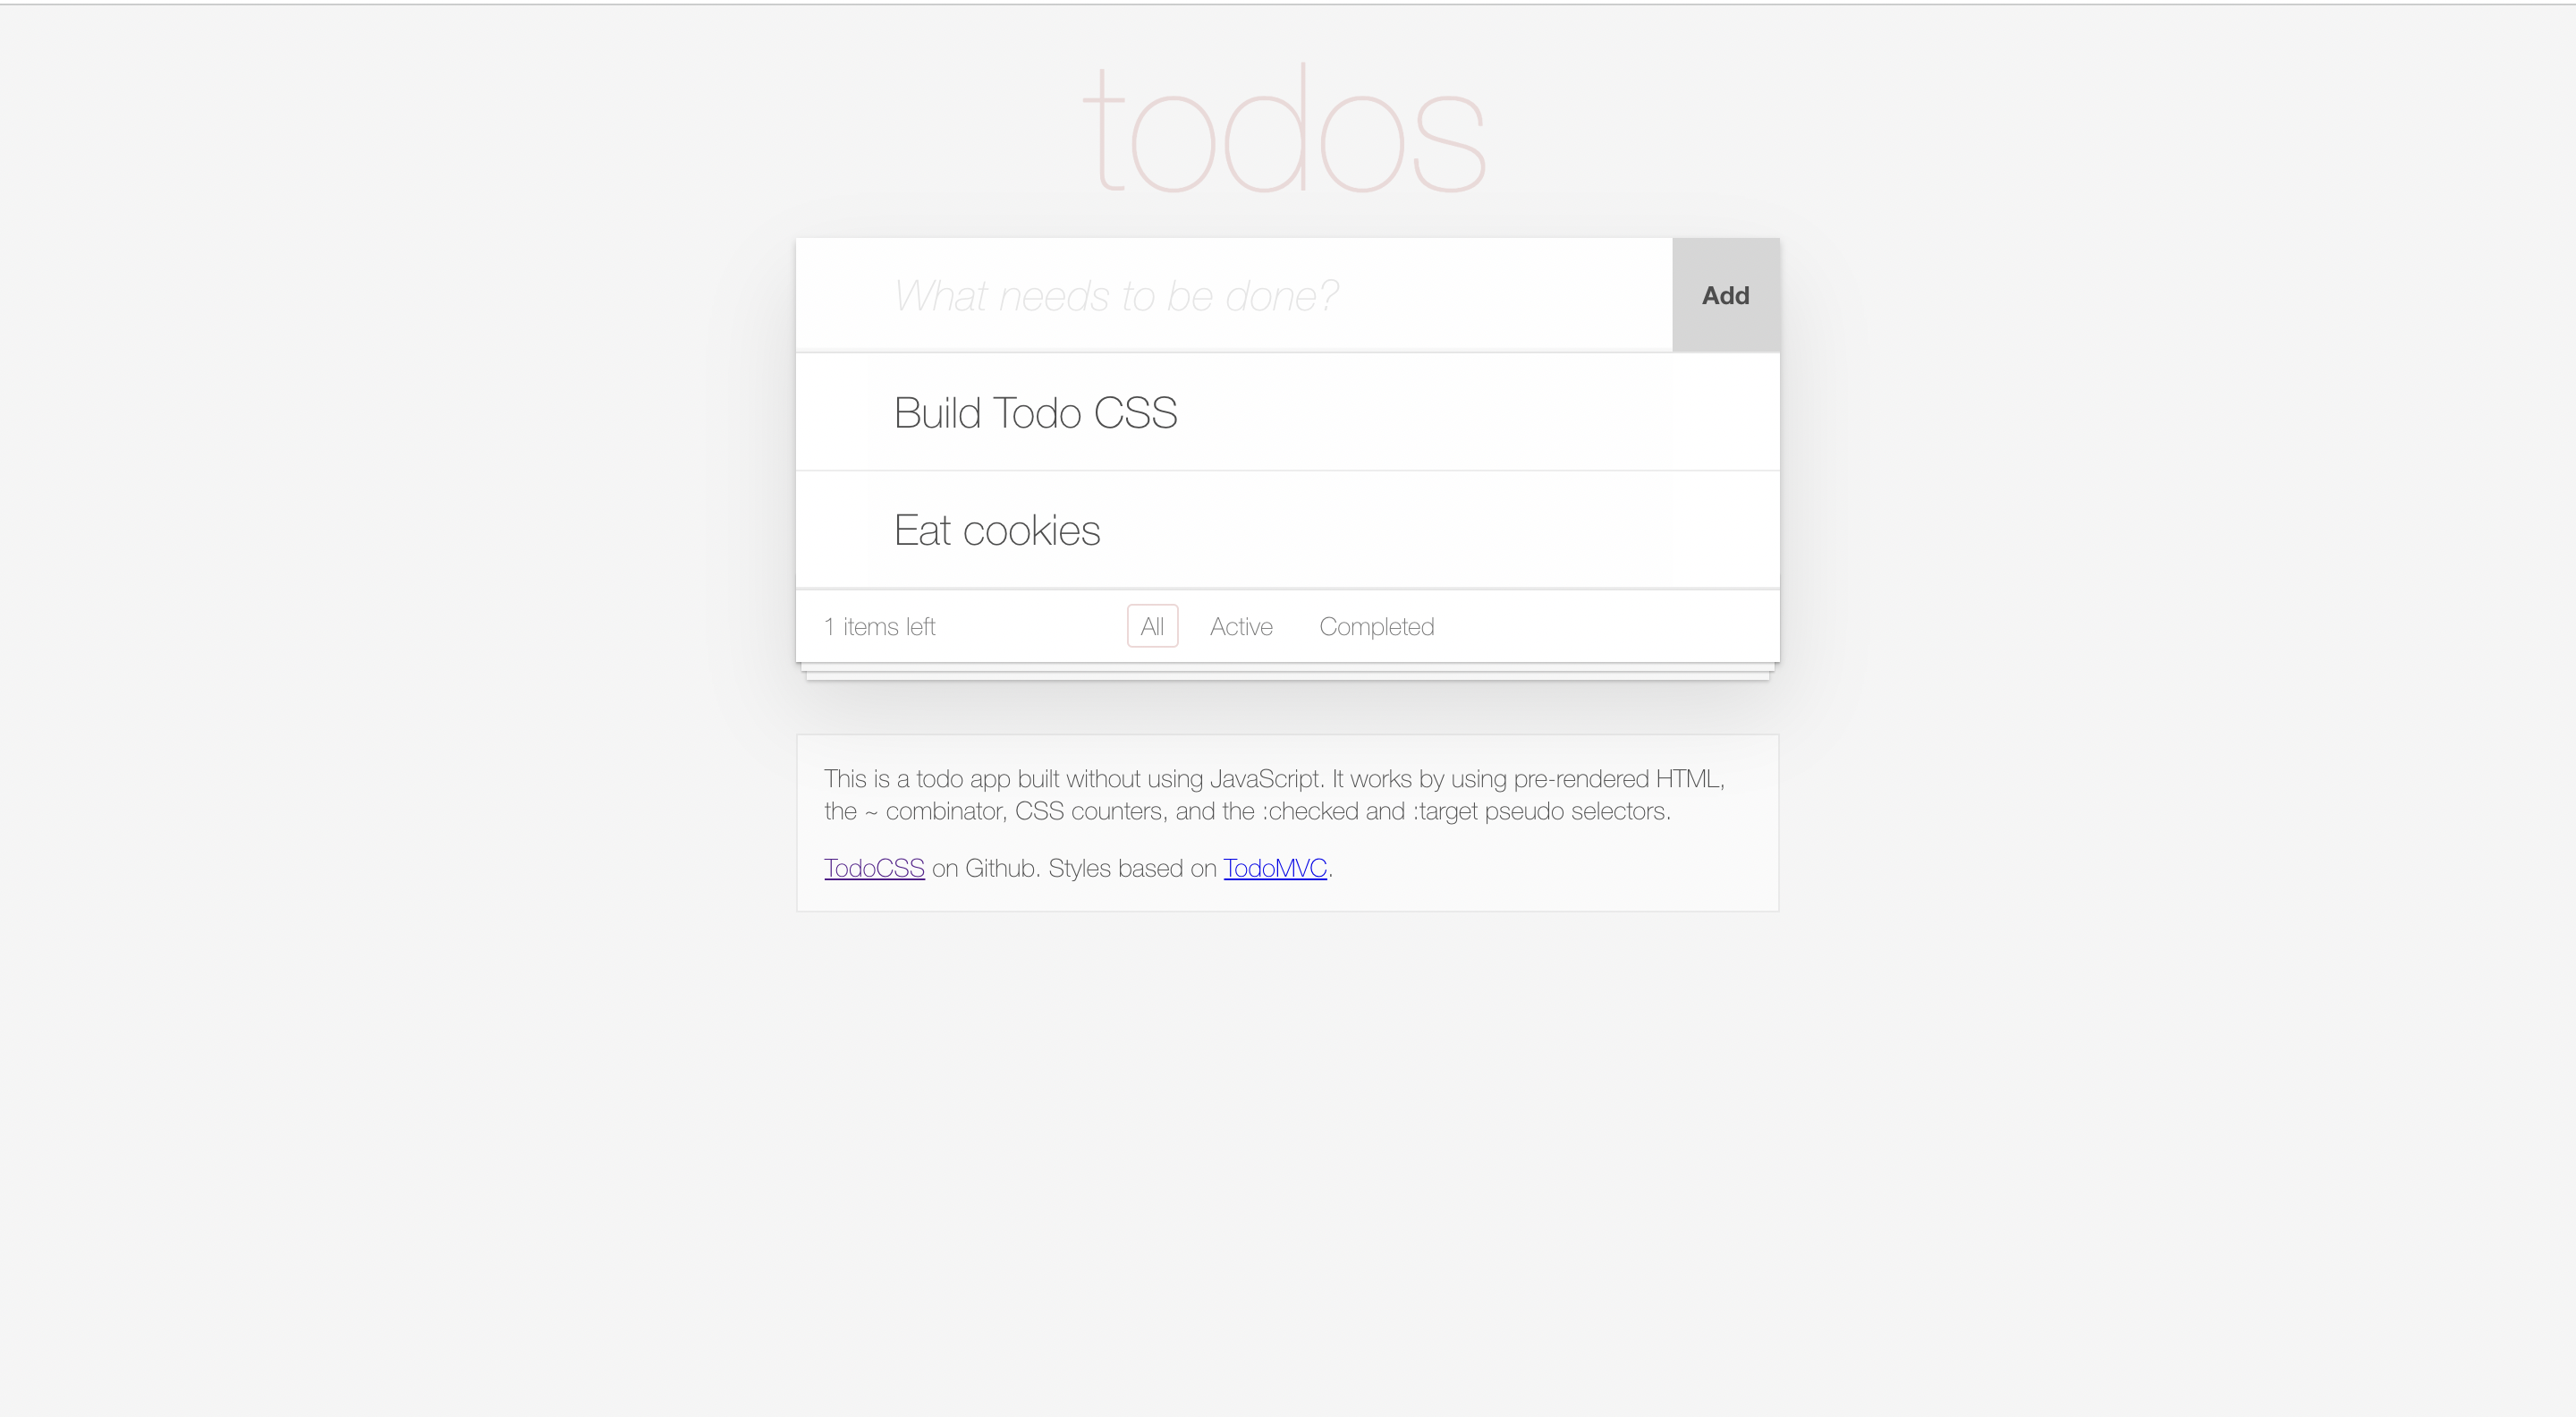 todos
What needs to be done?
Add
Build Todo CSS
Eat cookies
1 items left
All
Active
Completed
This is a todo app built without using JavaScript. It works by using pre-rendered HTML,
the ~ combinator, CSS counters, and the :checked and :target pseudo selectors.
TodoCSS on Github. Styles based on TodoMVC.